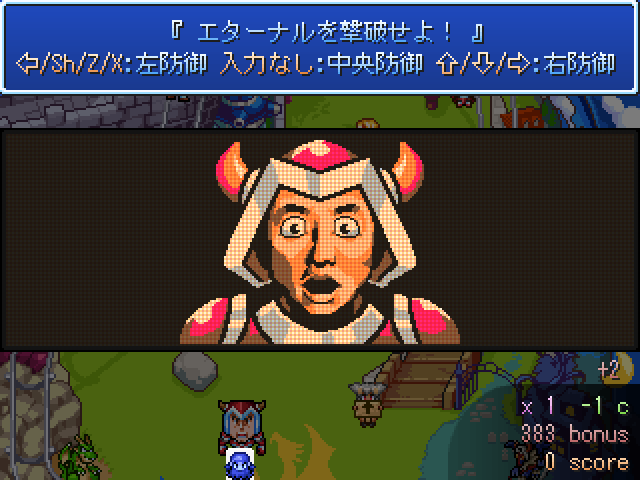 『 エターナルを撃破せよ！ 』
⇦/Sh/Z/X:左防御 入力なし:中央防御 ⇧/⇩/⇨:右防御
+2
x 1 -1 c
383 bonus
0 score